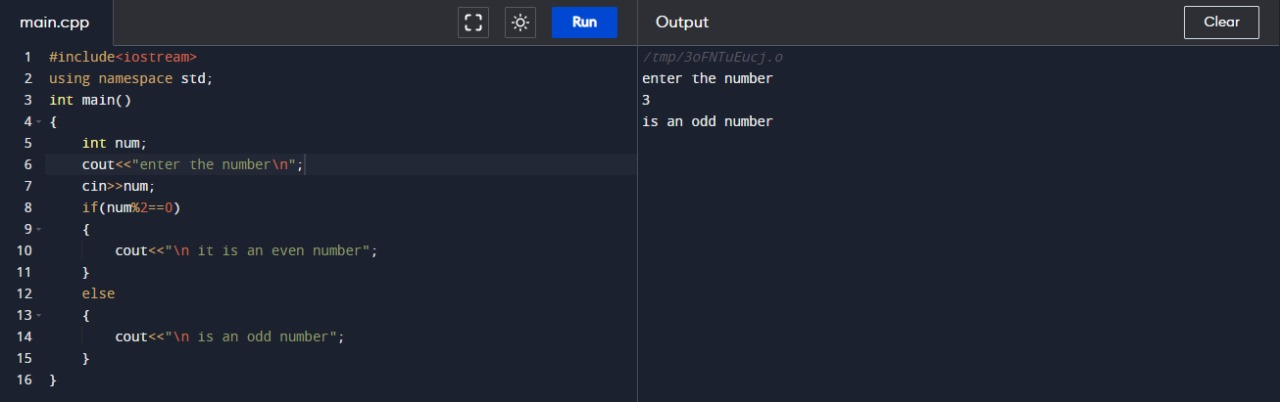 main.cpp
Run
Output
Clear
1 #include<iostream>
2 using namespace std;
3 int main()
4 {
5 int num;
6 cout<<"enter the number\n";
7 cin>>num;
8 if(num%2==0)
9 {
10 cout<<"\n it is an even number";
11 }
12 else
13 {
14 cout<<"\n is an odd number";
15 }
16 }
/tmp/3oFNTuEucj.o
enter the number
3
is an odd number